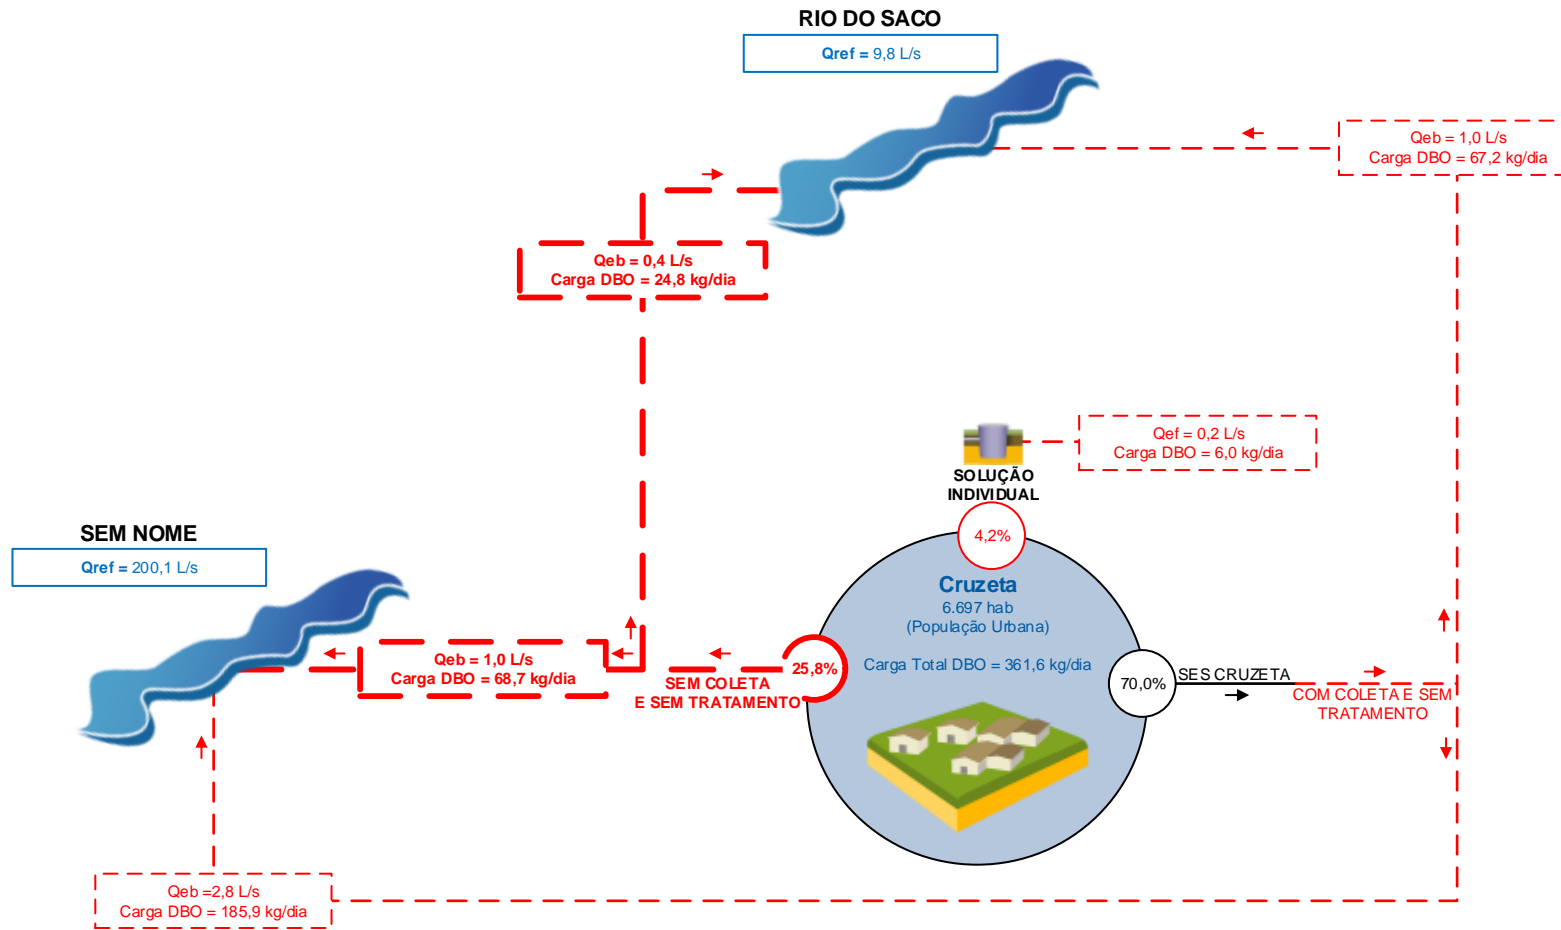 RIO DO SACO
Qref = 9,8 L/s
Qeb = 1,0 L/s
Carga DBO = 67,2 kg/dia
Qeb = 0,4 L/s
Carga DBO = 24,8 kg/dia
Qef = 0,2 L/s
Carga DBO = 6,0 kg/dia
SOLUÇÃO
INDIVIDUAL
4,2%
SEM NOME
Qref = 200,1 L/s
Cruzeta
6.697 hab
(População Urbana)
Carga Total DBO = 361,6 kg/dia
Qeb = 1,0 L/s
Carga DBO = 68,7 kg/dia
SEM COLETA
E SEM TRATAMENTO
25,8%
70,0%
SES CRUZETA
COM COLETA E SEM
TRATAMENTO
Qeb =2,8 L/s
Carga DBO = 185,9 kg/dia